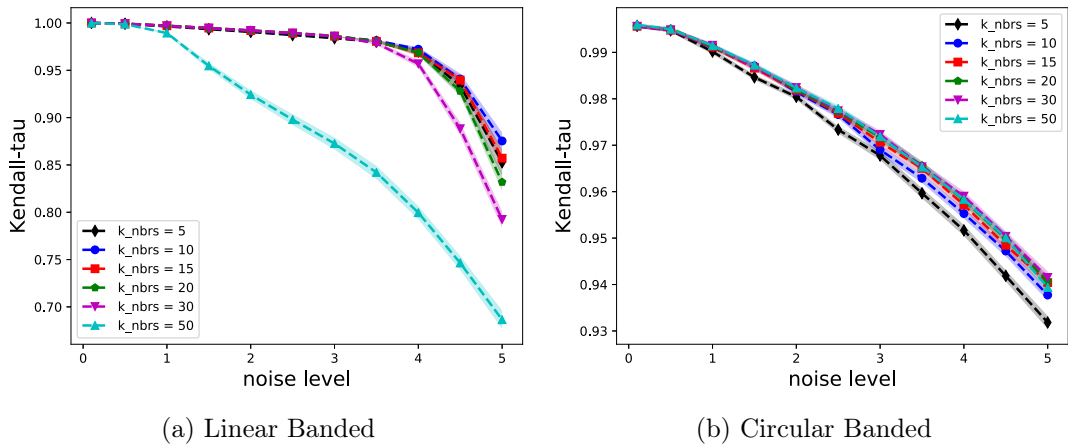 1.00
0.95
0.90
0.85
0.80
0.75
0.70
Kendall-tau
k_nbrs = 5
k_nbrs = 10
k_nbrs = 15
k_nbrs = 20
k_nbrs = 30
k_nbrs = 50
0 1 2 3 4 5
noise level
(a) Linear Banded
0.99
0.98
0.97
0.96
0.95
0.94
0.93
Kendall-tau
k_nbrs = 5
k_nbrs = 10
k_nbrs = 15
k_nbrs = 20
k_nbrs = 30
k_nbrs = 50
0 1 2 3 4 5
noise level
(b) Circular Banded